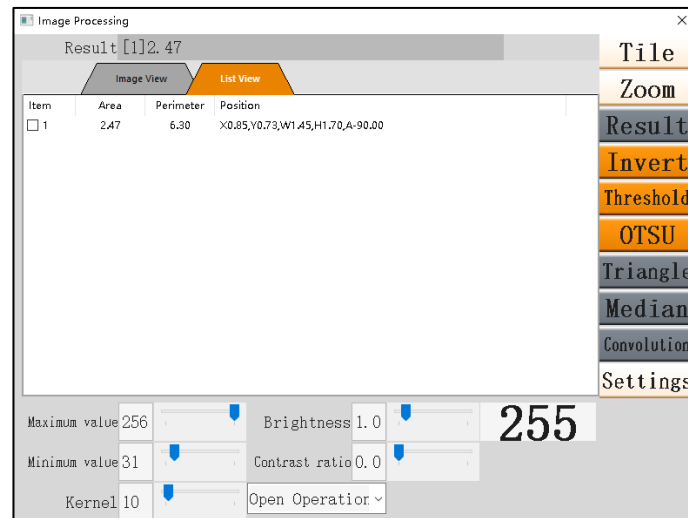 Image Processing
Result [1]2.47
Image View List View
Item Area Perimeter Position
1 2.47 6.30 X0.85,Y0.73,W1.45,H1.70,A-90.00
Tile
Zoom
Result
Invert
Threshold
OTSU
Triangle
Median
Convolution
Settings
Maximum value 256 Brightness 1.0 255
Minimum value 31 Contrast ratio 0.0
Kernel 10 Open Operation